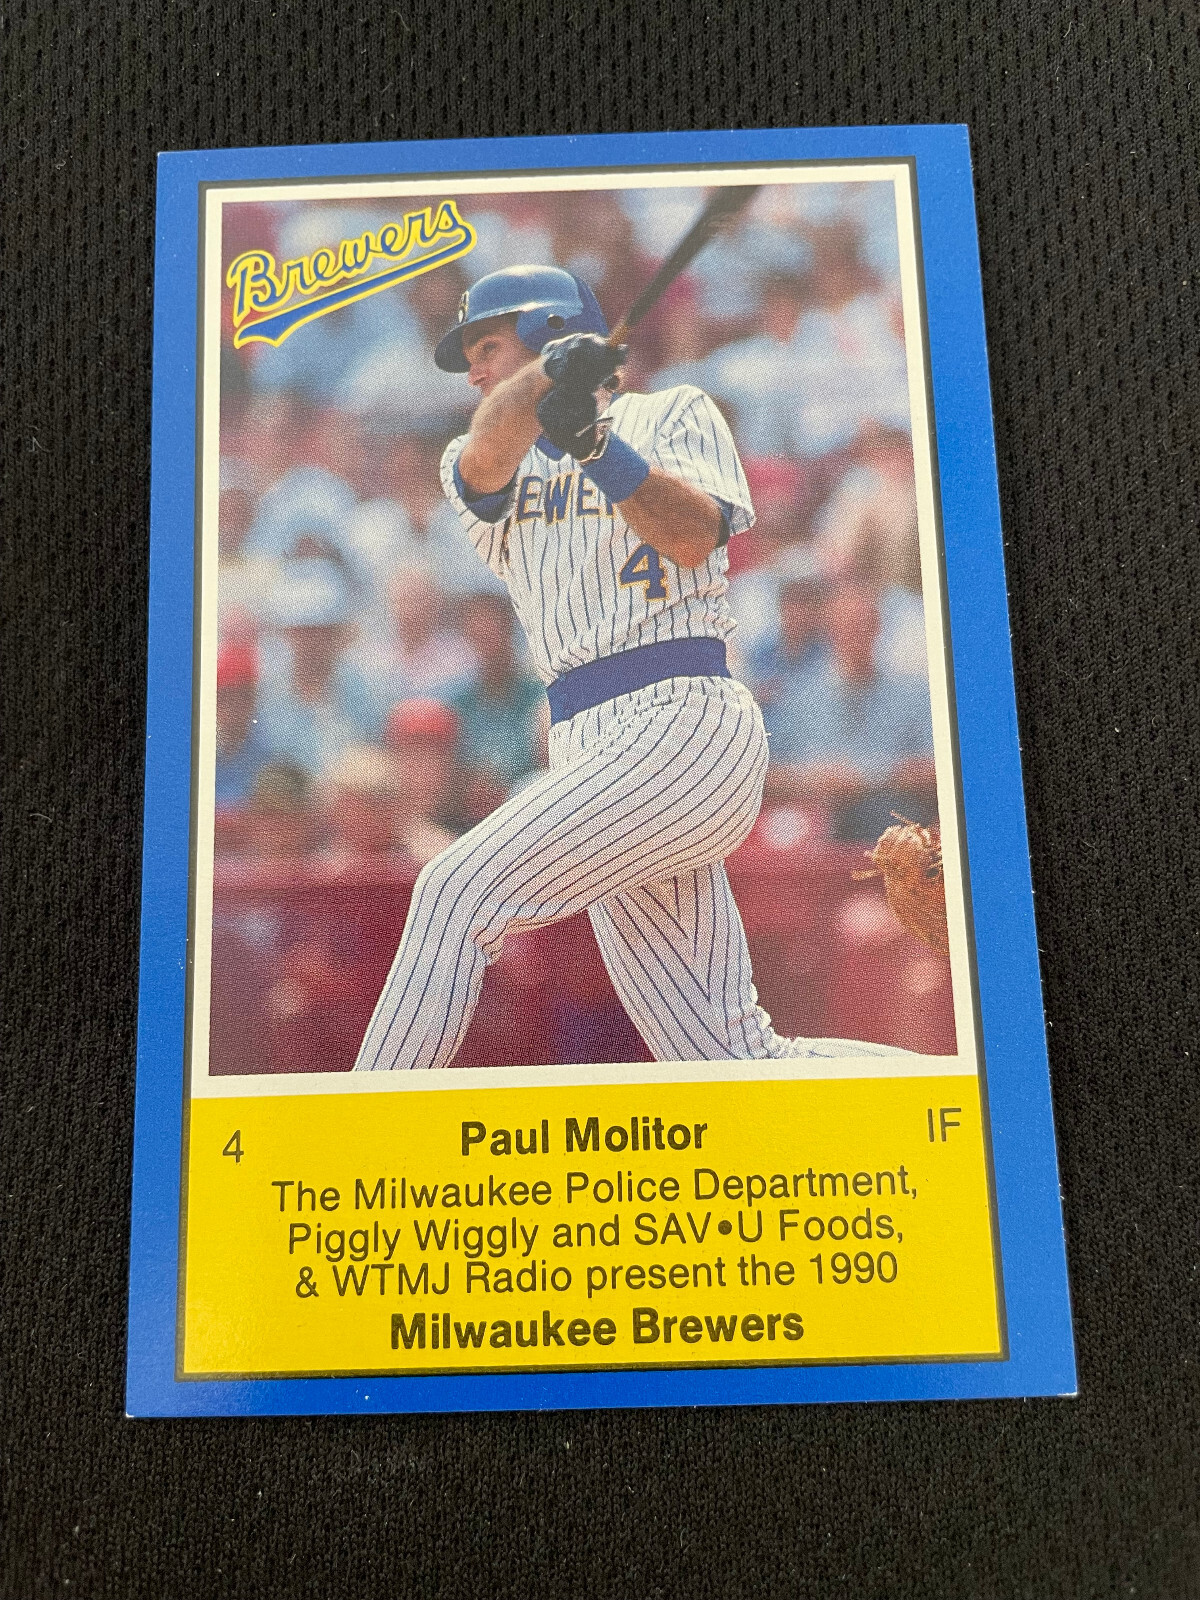 Brewers
EWE
4
4 Paul Molitor IF
The Milwaukee Police Department,
Piggly Wiggly and SAV•U Foods,
& WTMJ Radio present the 1990
Milwaukee Brewers